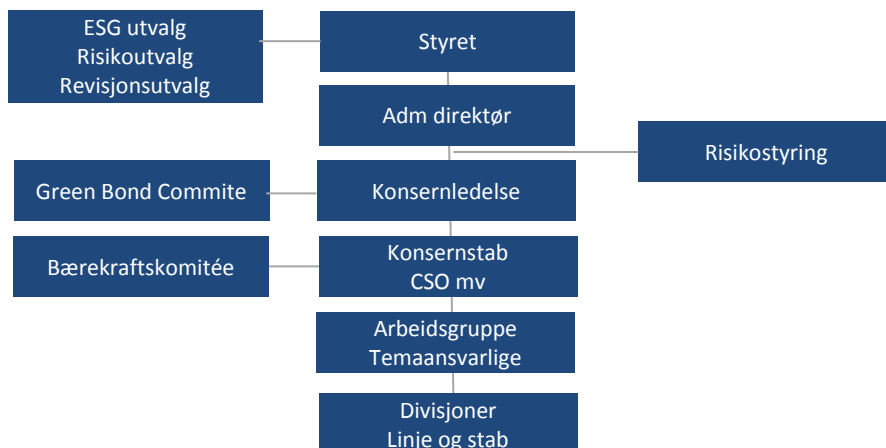 ESG utvalg
Risikoutvalg
Revisjonsutvalg
Styret
Adm direktør
Risikostyring
Green Bond Commite
Konsernledelse
Bærekraftskomitée
Konsernstab
CSO mv
Arbeidsgruppe
Temaansvarlige
Divisjoner
Linje og stab